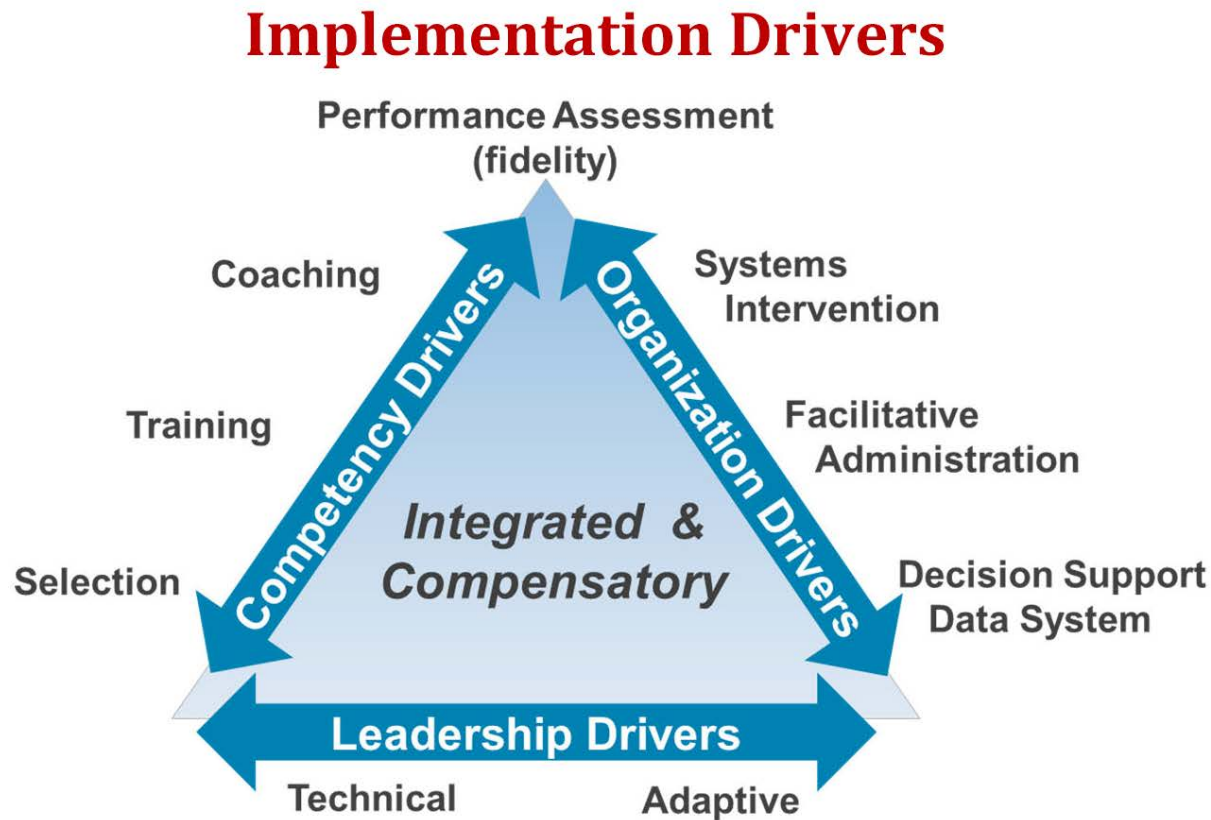 Implementation Drivers
Performance Assessment
(fidelity)
Coaching
Training
Selection
Competency Drivers
Organization Drivers
Systems
Intervention
Facilitative
Administration
Decision Support
Data System
Integrated &
Compensatory
Leadership Drivers
Technical
Adaptive